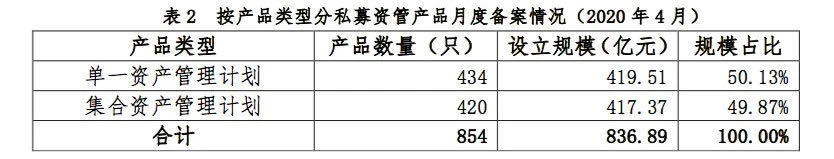 表 2 按产品类型分私募资管产品月度备案情况（2020 年 4 月）
产品类型 产品数量（只） 设立规模（亿元） 规模占比
单一资产管理计划 434 419.51 50.13%
集合资产管理计划 420 417.37 49.87%
合计 854 836.89 100.00%